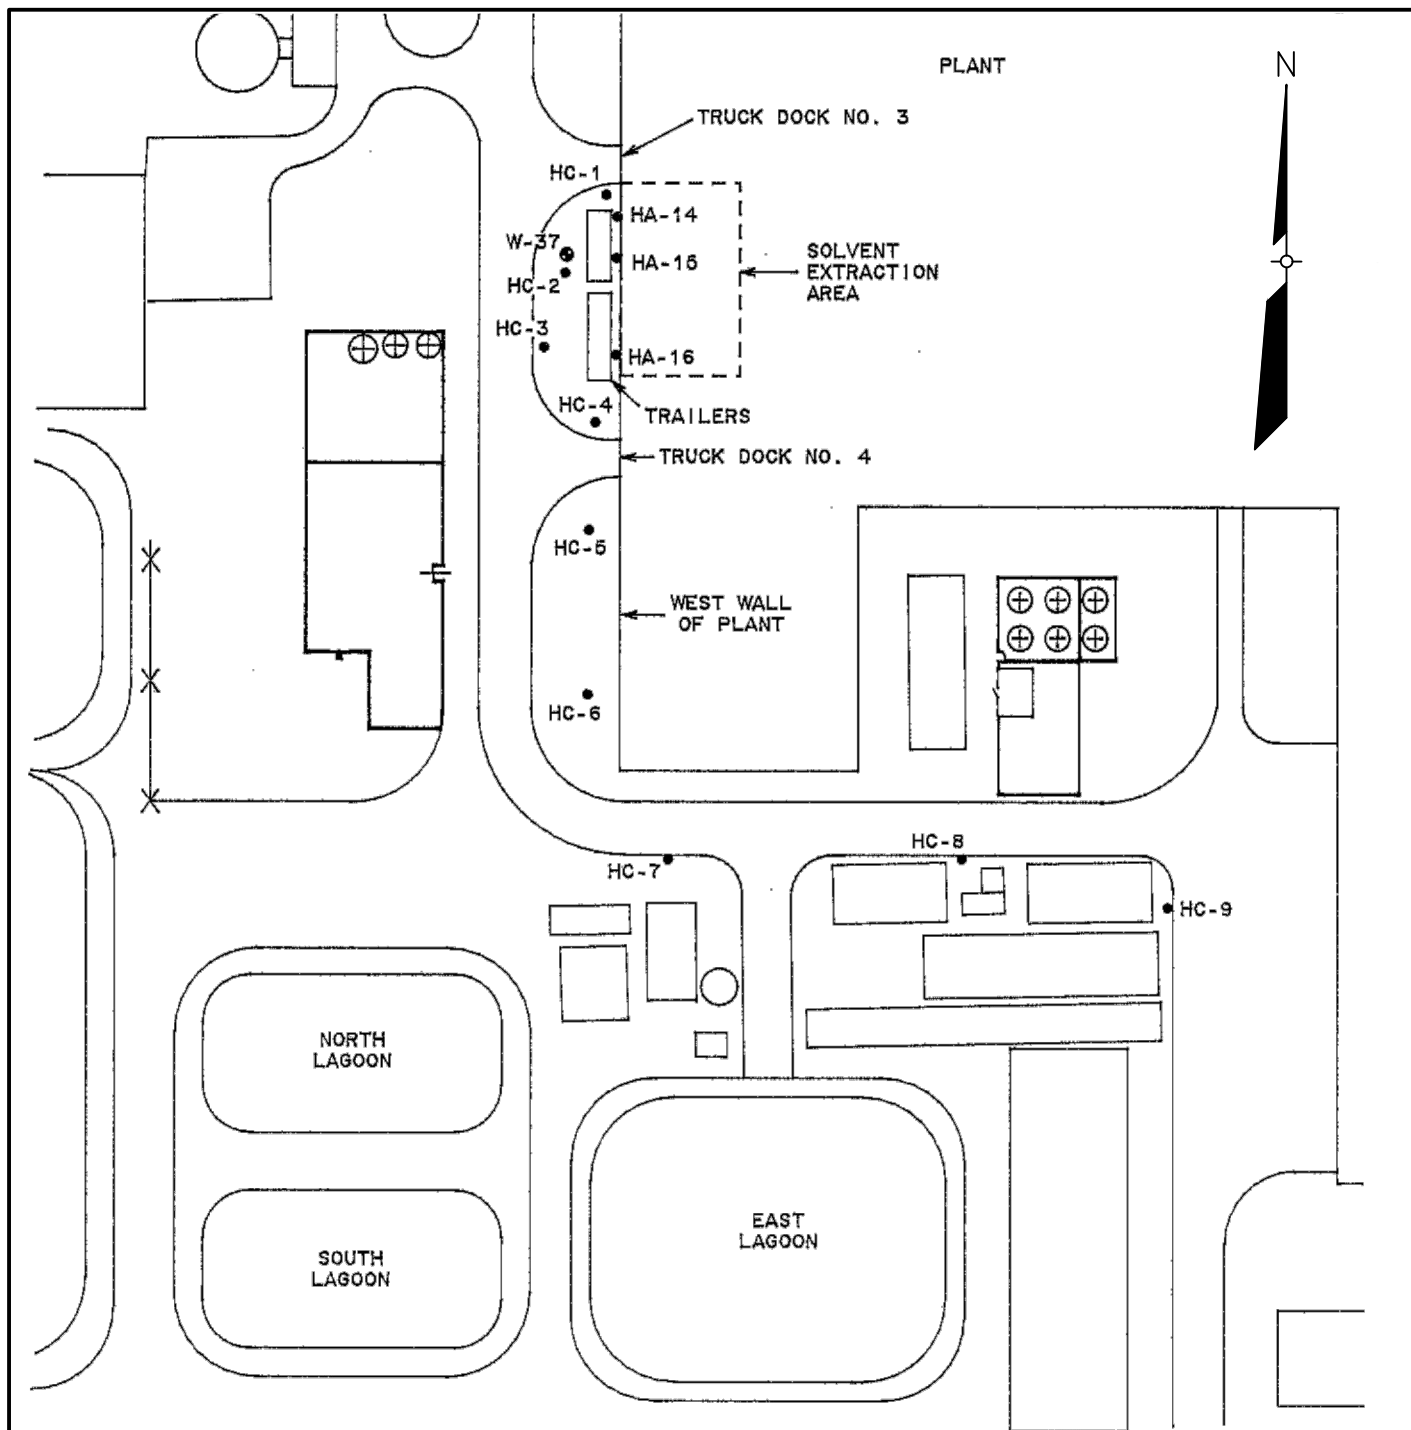 PLANT
N
TRUCK DOCK NO. 3
HC-1
HA-14
W-37
HA-15
SOLVENT
EXTRACTION
AREA
HC-2
HC-3
HA-16
HC-4
TRAILERS
TRUCK DOCK NO. 4
HC-5
WEST WALL
OF PLANT
HC-6
HC-7
HC-8
HC-9
NORTH
LAGOON
SOUTH
LAGOON
EAST
LAGOON